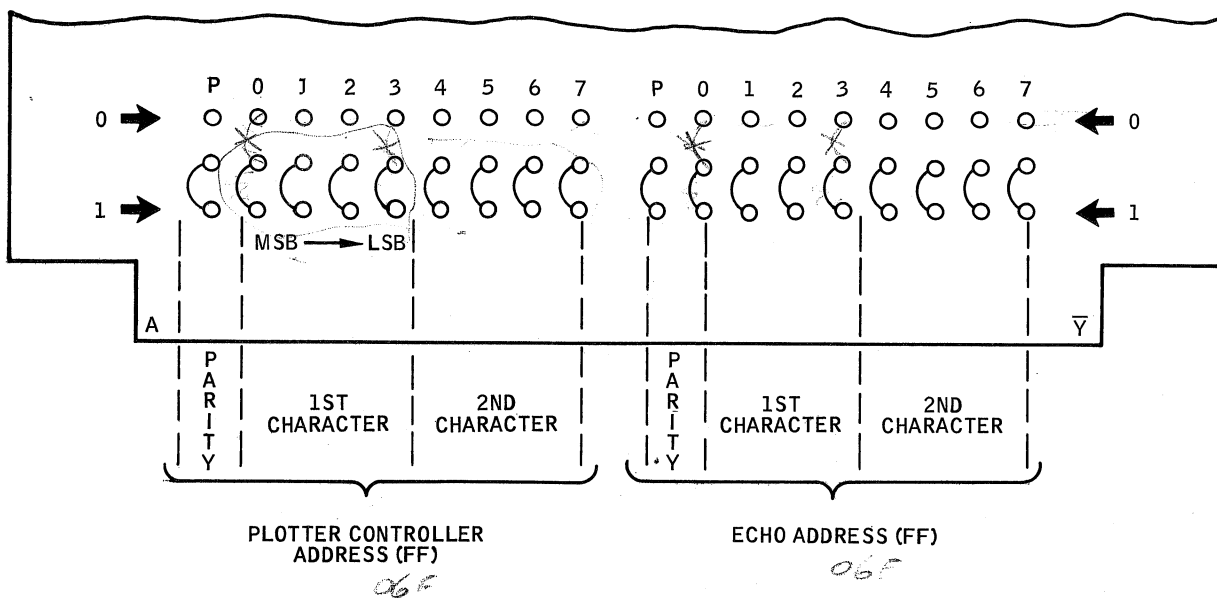 P 0 J 2 3 4 5 6 7 P 0 1 2 3 4 5 6 7
0 0
1 1
MSB LSB
A Y̅
PARITY 1ST CHARACTER 2ND CHARACTER PARITY 1ST CHARACTER 2ND CHARACTER
PLOTTER CONTROLLER
ADDRESS (FF)
06F
ECHO ADDRESS (FF)
06F